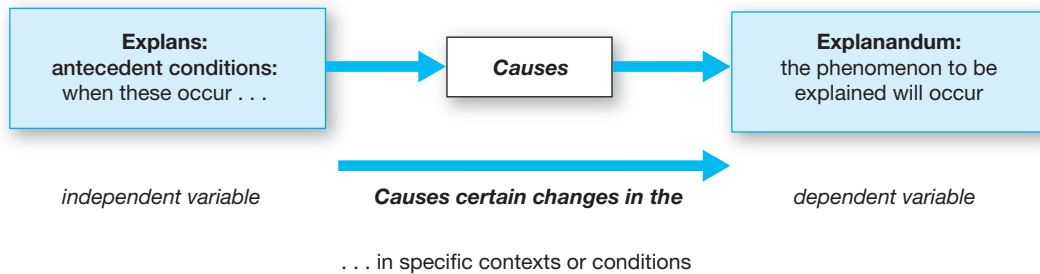 Explans:
antecedent conditions:
when these occur . . .
Causes
Explanandum:
the phenomenon to be
explained will occur
independent variable
Causes certain changes in the
dependent variable
. . . in specific contexts or conditions